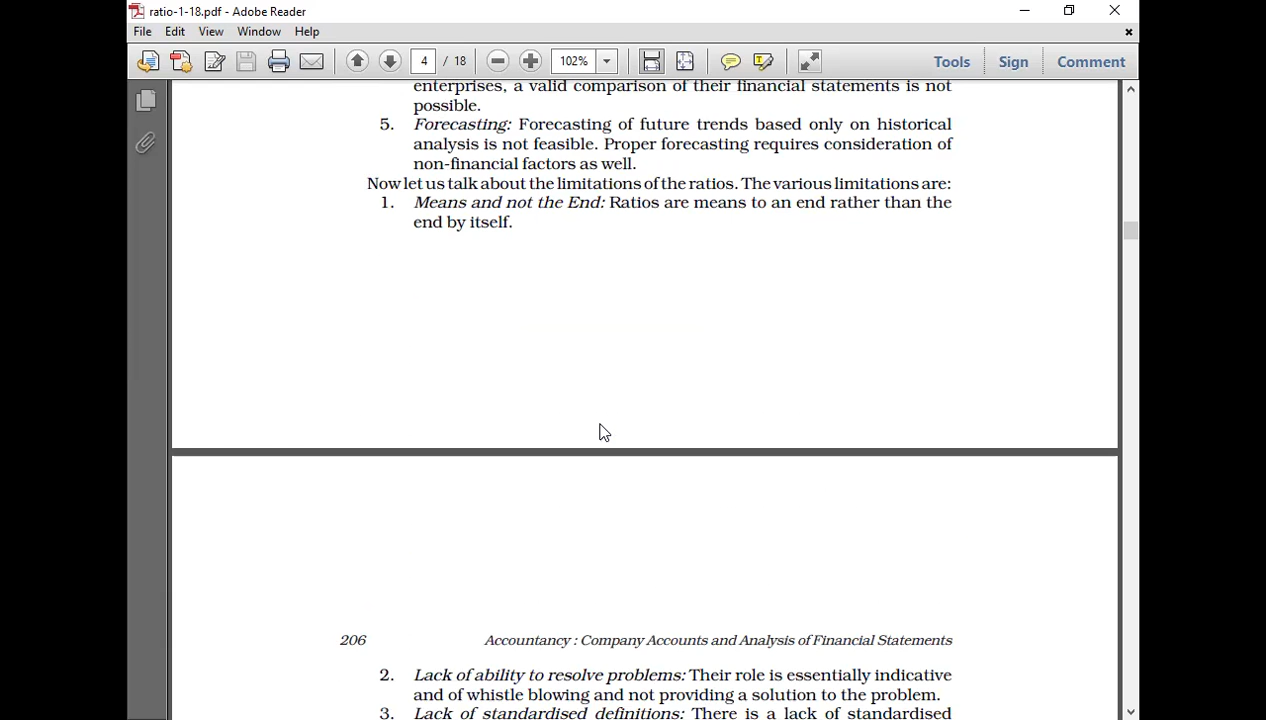 ratio-1-18.pdf - Adobe Reader
File Edit View Window Help
4 / 18 102% Tools Sign Comment
enterprises, a valid comparison of their financial statements is not
possible.
5. Forecasting: Forecasting of future trends based only on historical
analysis is not feasible. Proper forecasting requires consideration of
non-financial factors as well.
Now let us talk about the limitations of the ratios. The various limitations are:
1. Means and not the End: Ratios are means to an end rather than the
end by itself.
206 Accountancy : Company Accounts and Analysis of Financial Statements
2. Lack of ability to resolve problems: Their role is essentially indicative
and of whistle blowing and not providing a solution to the problem.
3. Lack of standardised definitions: There is a lack of standardised